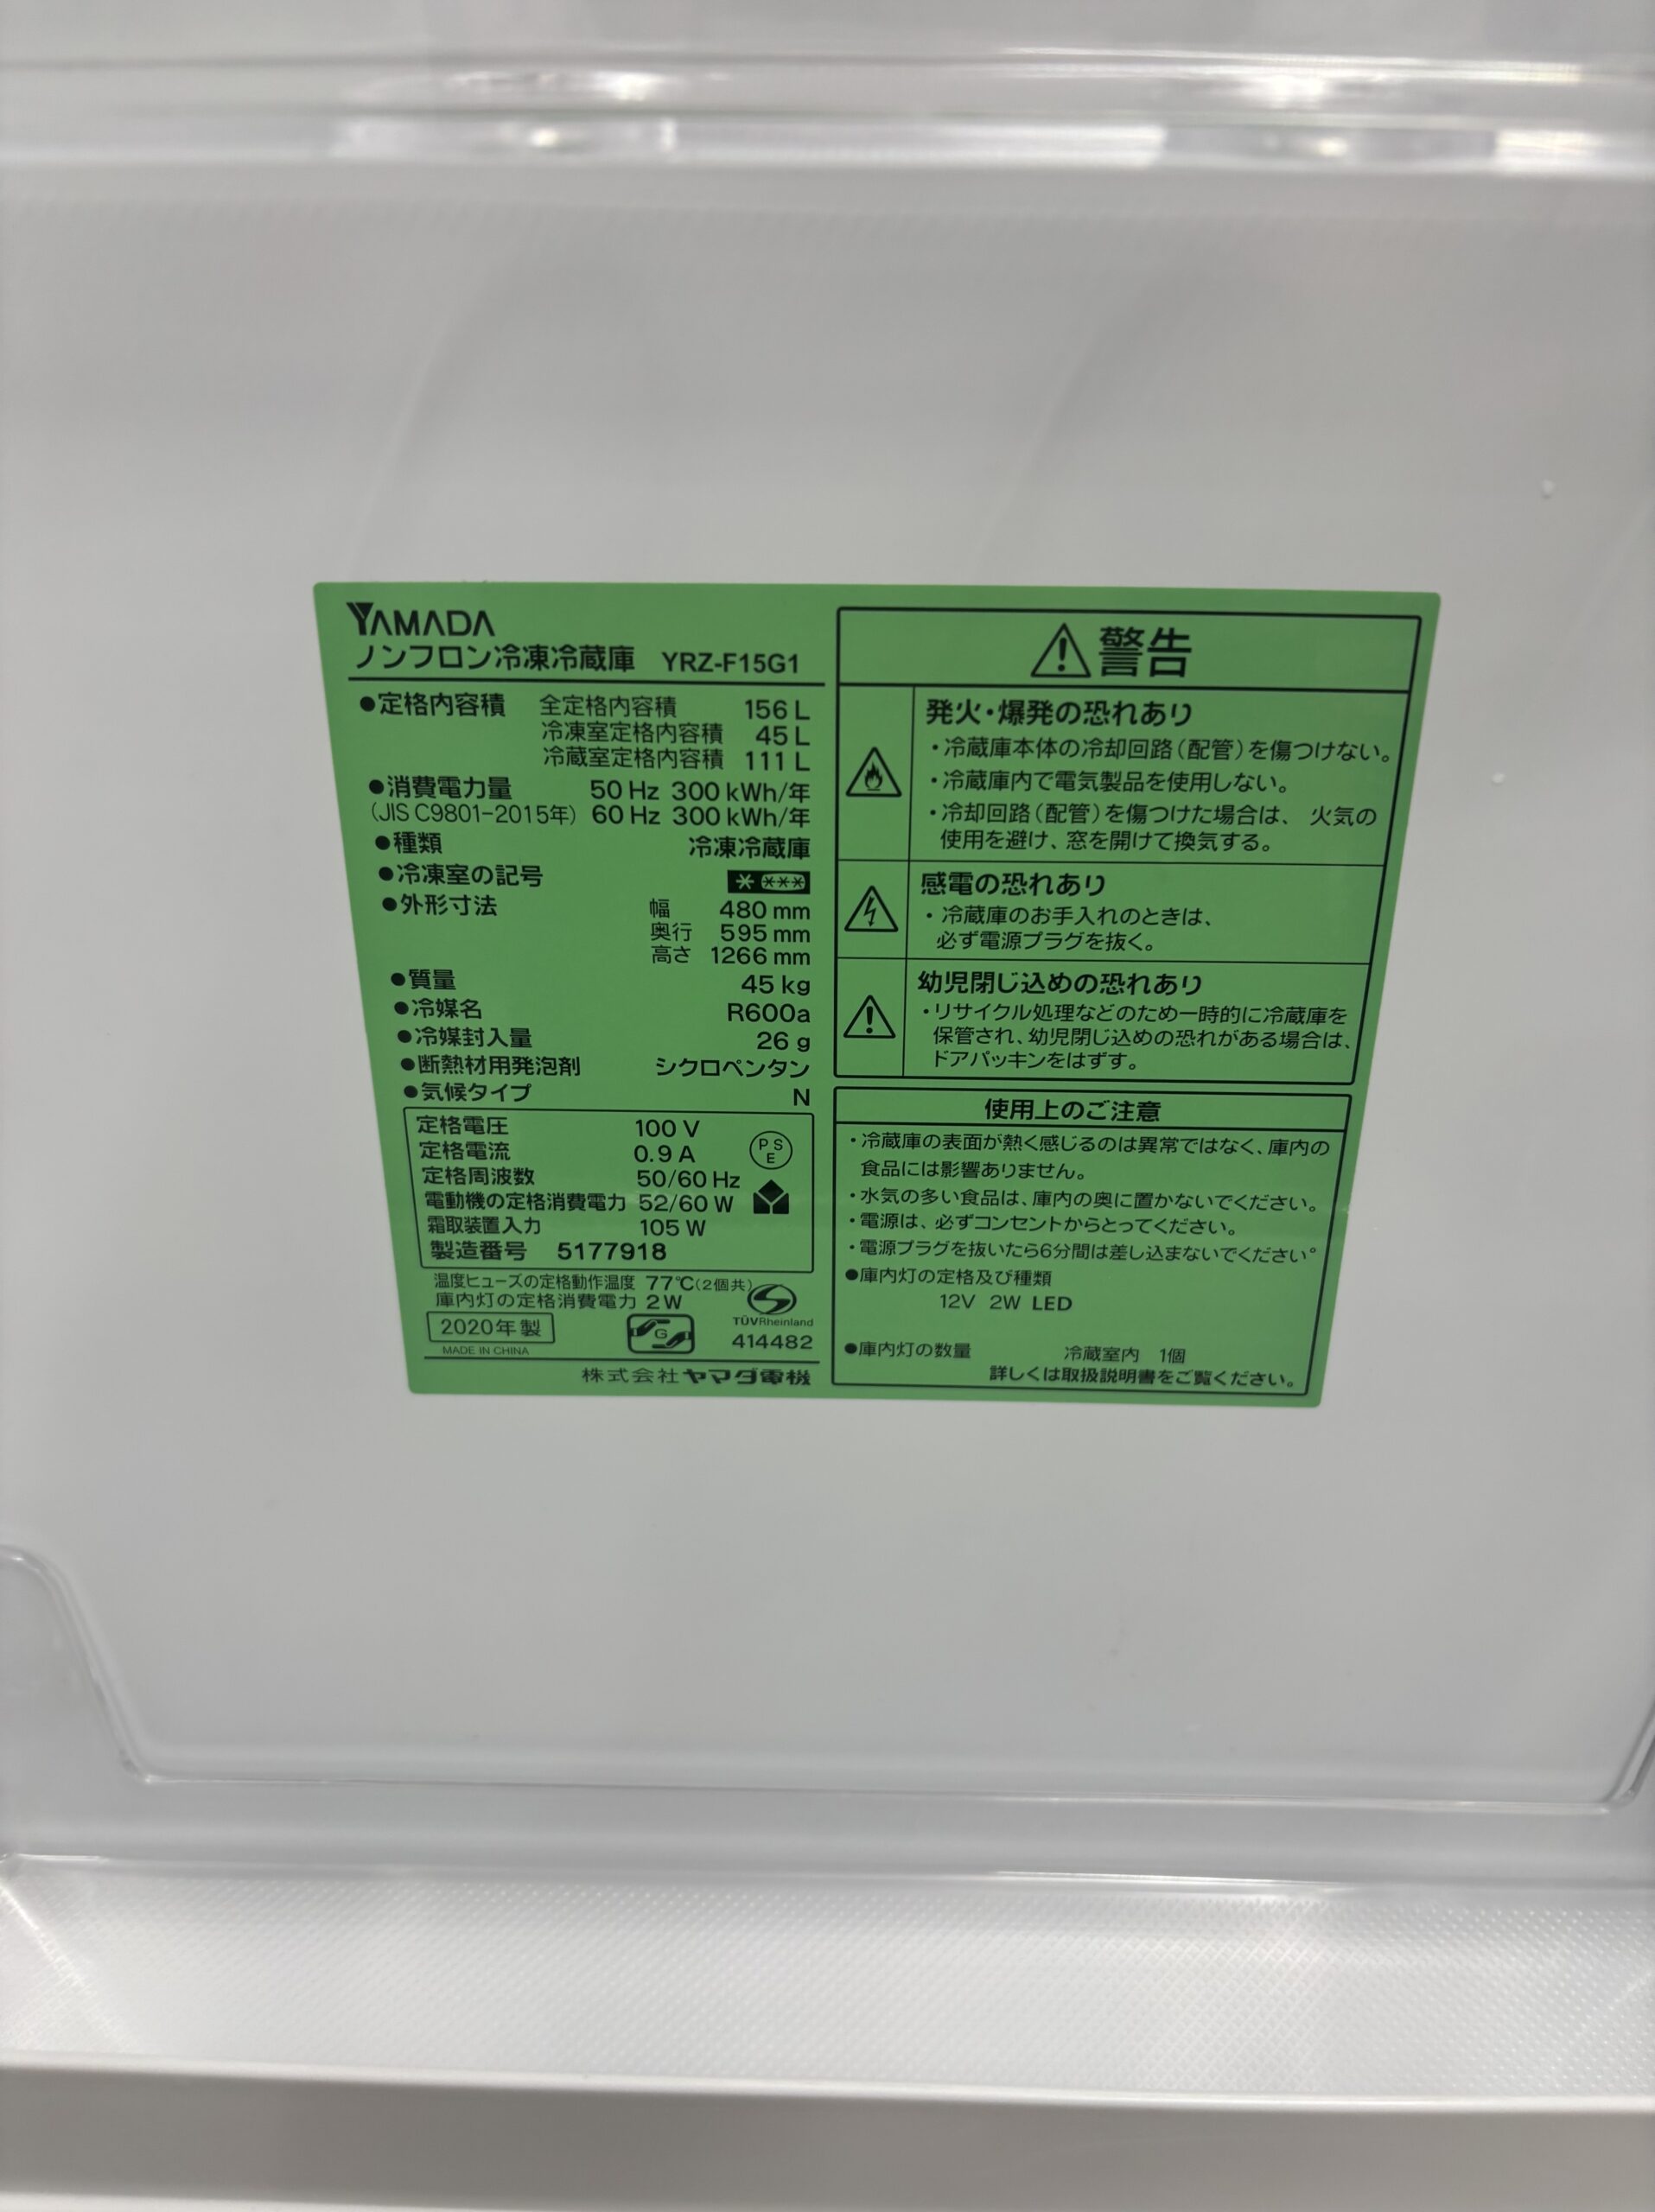 YAMADA
ノンフロン冷凍冷蔵庫 YRZ-F15G1
●定格内容積 全定格内容積 156 L
冷凍室定格内容積 45 L
冷蔵室定格内容積 111 L
●消費電力量 50 Hz 300 kWh/年
(JIS C9801-2015年) 60 Hz 300 kWh/年
●種類 冷凍冷蔵庫
●冷凍室の記号 * ***
●外形寸法 幅 480 mm
奥行 595 mm
高さ 1266 mm
●質量 45 kg
●冷媒名 R600a
●冷媒封入量 26 g
●断熱材用発泡剤 シクロペンタン
●気候タイプ N
定格電圧 100 V
定格電流 0.9 A
定格周波数 50/60 Hz
電動機の定格消費電力 52/60 W
霜取装置入力 105 W
製造番号 5177918
PS
E
温度ヒューズの定格動作温度 77℃(2個共)
庫内灯の定格消費電力 2 W
2020年製
MADE IN CHINA
G
TÜVRheinland
414482
株式会社ヤマダ電機
警告
発火・爆発の恐れあり
・冷蔵庫本体の冷却回路(配管)を傷つけない。
・冷蔵庫内で電気製品を使用しない。
・冷却回路(配管)を傷つけた場合は、 火気の
使用を避け、窓を開けて換気する。
感電の恐れあり
・冷蔵庫のお手入れのときは、
必ず電源プラグを抜く。
幼児閉じ込めの恐れあり
・リサイクル処理などのため一時的に冷蔵庫を
保管され、幼児閉じ込めの恐れがある場合は、
ドアパッキンをはずす。
使用上のご注意
・冷蔵庫の表面が熱く感じるのは異常ではなく、庫内の
食品には影響ありません。
・水気の多い食品は、庫内の奥に置かないでください。
・電源は、必ずコンセントからとってください。
・電源プラグを抜いたら6分間は差し込まないでください。
●庫内灯の定格及び種類
12V 2W LED
●庫内灯の数量 冷蔵室内 1個
詳しくは取扱説明書をご覧ください。